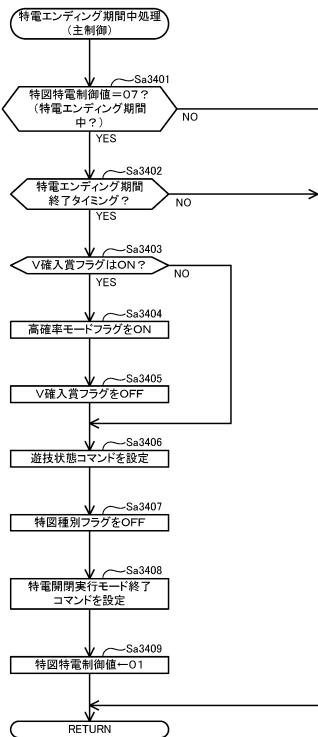 特電エンディング期間中処理
(主制御)
Sa3401
特図特電制御値=07?
(特電エンディング期間
中?)
NO
YES
Sa3402
特電エンディング期間
終了タイミング?
NO
YES
Sa3403
V確入賞フラグはON?
NO
YES
Sa3404
高確率モードフラグをON
Sa3405
V確入賞フラグをOFF
Sa3406
遊技状態コマンドを設定
Sa3407
特図種別フラグをOFF
Sa3408
特電開閉実行モード終了
コマンドを設定
Sa3409
特図特電制御値←01
RETURN